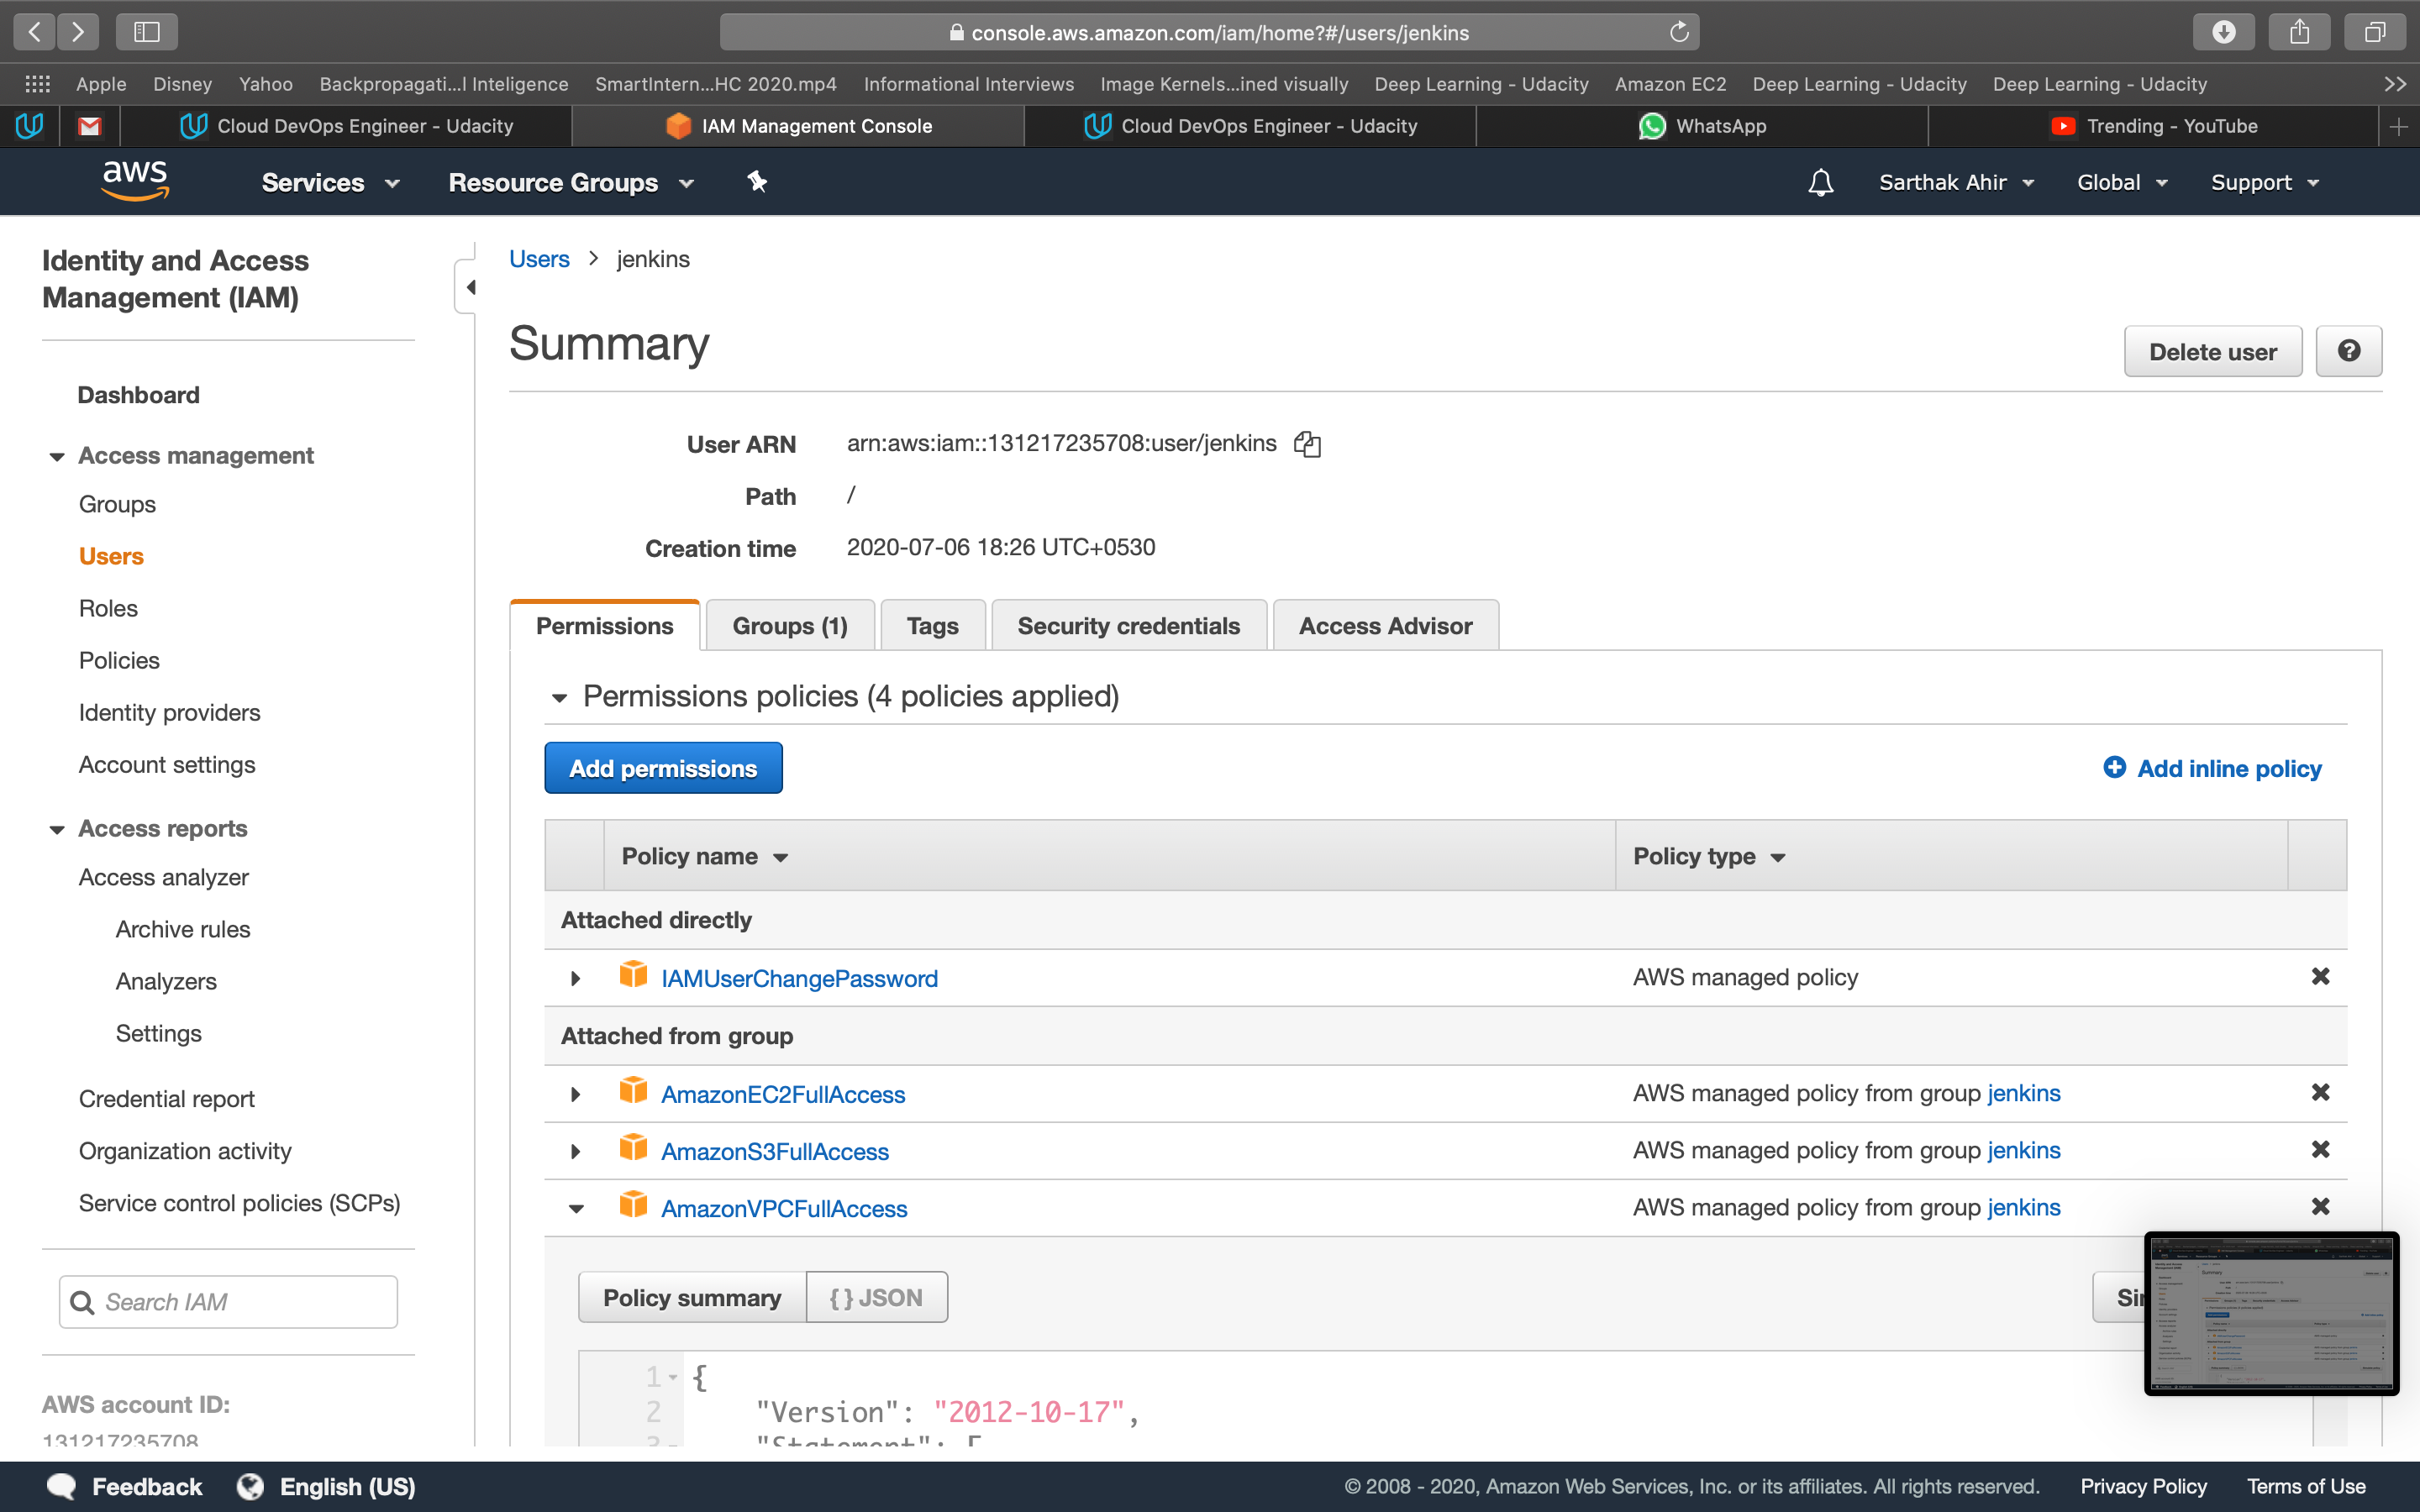 console.aws.amazon.com/iam/home?#/users/jenkins
Apple Disney Yahoo Backpropagati...l Inteligence SmartIntern...HC 2020.mp4 Informational Interviews Image Kernels...ined visually Deep Learning - Udacity Amazon EC2 Deep Learning - Udacity Deep Learning - Udacity
Cloud DevOps Engineer - Udacity IAM Management Console Cloud DevOps Engineer - Udacity WhatsApp Trending - YouTube
aws Services Resource Groups Sarthak Ahir Global Support
Identity and Access
Management (IAM)
Dashboard
Access management
Groups
Users
Roles
Policies
Identity providers
Account settings
Access reports
Access analyzer
Archive rules
Analyzers
Settings
Credential report
Organization activity
Service control policies (SCPs)
Search IAM
AWS account ID:
131217235708
Users > jenkins
Summary
Delete user
User ARN arn:aws:iam::131217235708:user/jenkins
Path /
Creation time 2020-07-06 18:26 UTC+0530
Permissions Groups (1) Tags Security credentials Access Advisor
Permissions policies (4 policies applied)
Add permissions Add inline policy
Policy name Policy type
Attached directly
IAMUserChangePassword AWS managed policy
Attached from group
AmazonEC2FullAccess AWS managed policy from group jenkins
AmazonS3FullAccess AWS managed policy from group jenkins
AmazonVPCFullAccess AWS managed policy from group jenkins
Policy summary { } JSON
1 {
2 "Version": "2012-10-17",
3 "Statement": [
Feedback English (US) © 2008 - 2020, Amazon Web Services, Inc. or its affiliates. All rights reserved. Privacy Policy Terms of Use